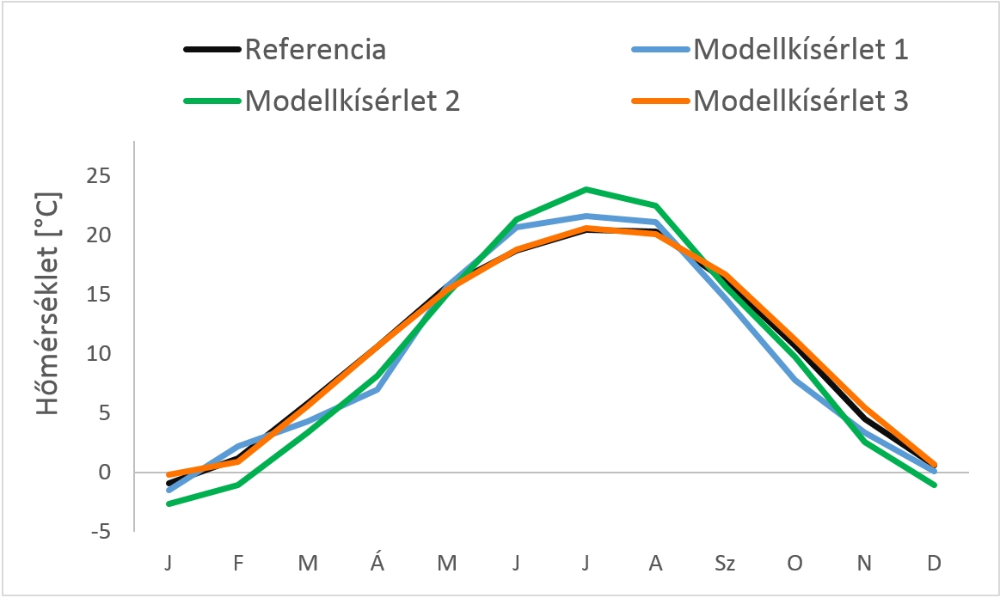 Referencia
Modellkísérlet 1
Modellkísérlet 2
Modellkísérlet 3
Hőmérséklet [°C]
25
20
15
10
5
0
-5
J F M Á M J J A Sz O N D